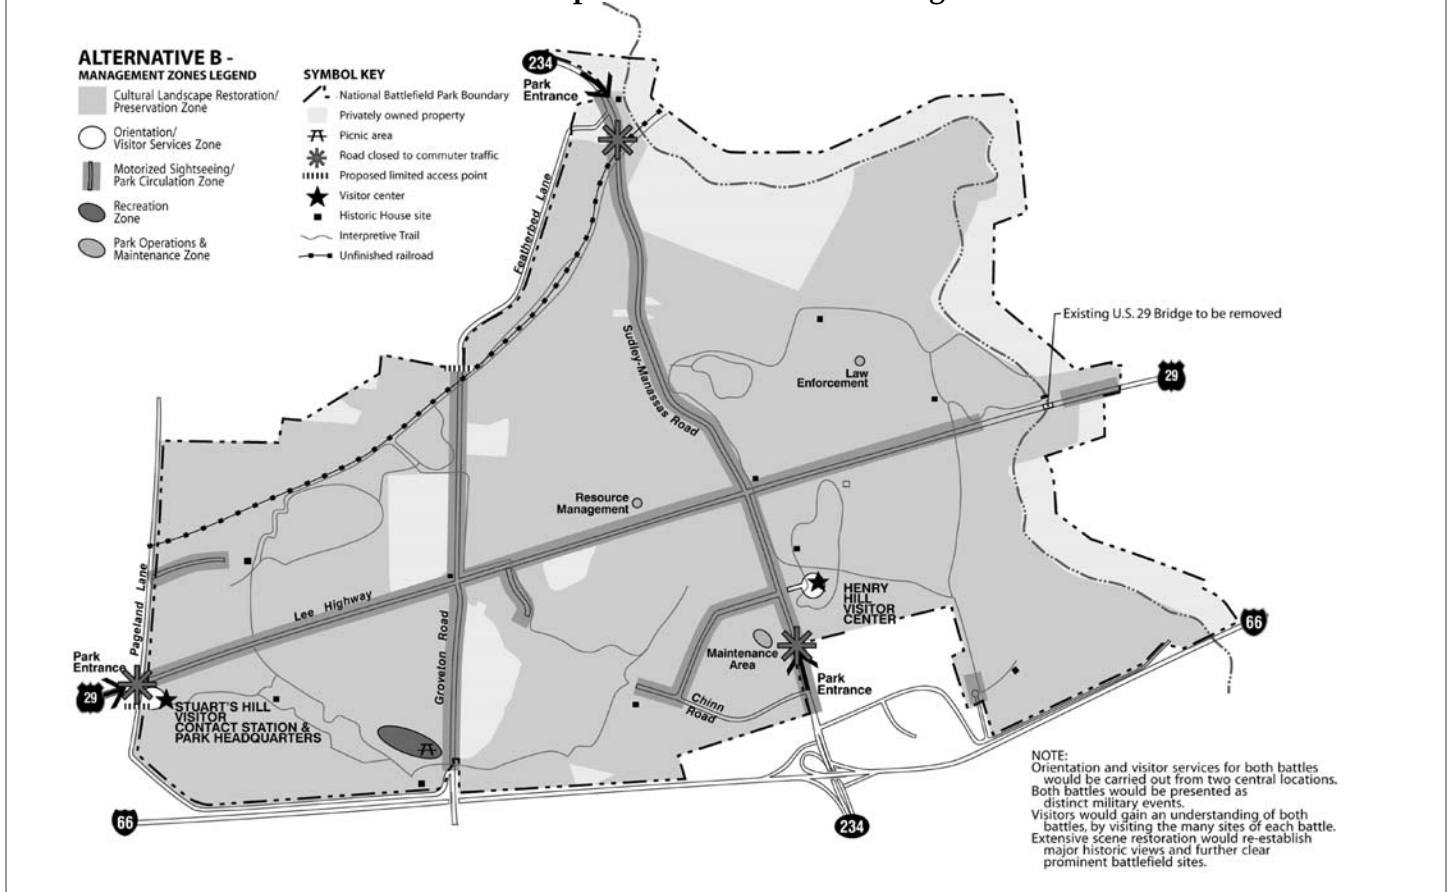 ALTERNATIVE B -
MANAGEMENT ZONES LEGEND
Cultural Landscape Restoration/
Preservation Zone
Orientation/
Visitor Services Zone
Motorized Sightseeing/
Park Circulation Zone
Recreation
Zone
Park Operations &
Maintenance Zone
SYMBOL KEY
National Battlefield Park Boundary
Privately owned property
Picnic area
Road closed to commuter traffic
Proposed limited access point
Visitor center
Historic House site
Interpretive Trail
Unfinished railroad
234
Park
Entrance
Featherbed Lane
Sudley-Manassas Road
Existing U.S. 29 Bridge to be removed
29
Law
Enforcement
Resource
Management
Pageland Lane
Lee Highway
Groveton Road
HENRY
HILL
VISITOR
CENTER
66
Maintenance
Area
Park
Entrance
Park
Entrance
29
STUART'S HILL
VISITOR
CONTACT STATION &
PARK HEADQUARTERS
Chinn
Road
66
234
NOTE:
Orientation and visitor services for both battles
would be carried out from two central locations.
Both battles would be presented as
distinct military events.
Visitors would gain an understanding of both
battles, by visiting the many sites of each battle.
Extensive scene restoration would re-establish
major historic views and further clear
prominent battlefield sites.